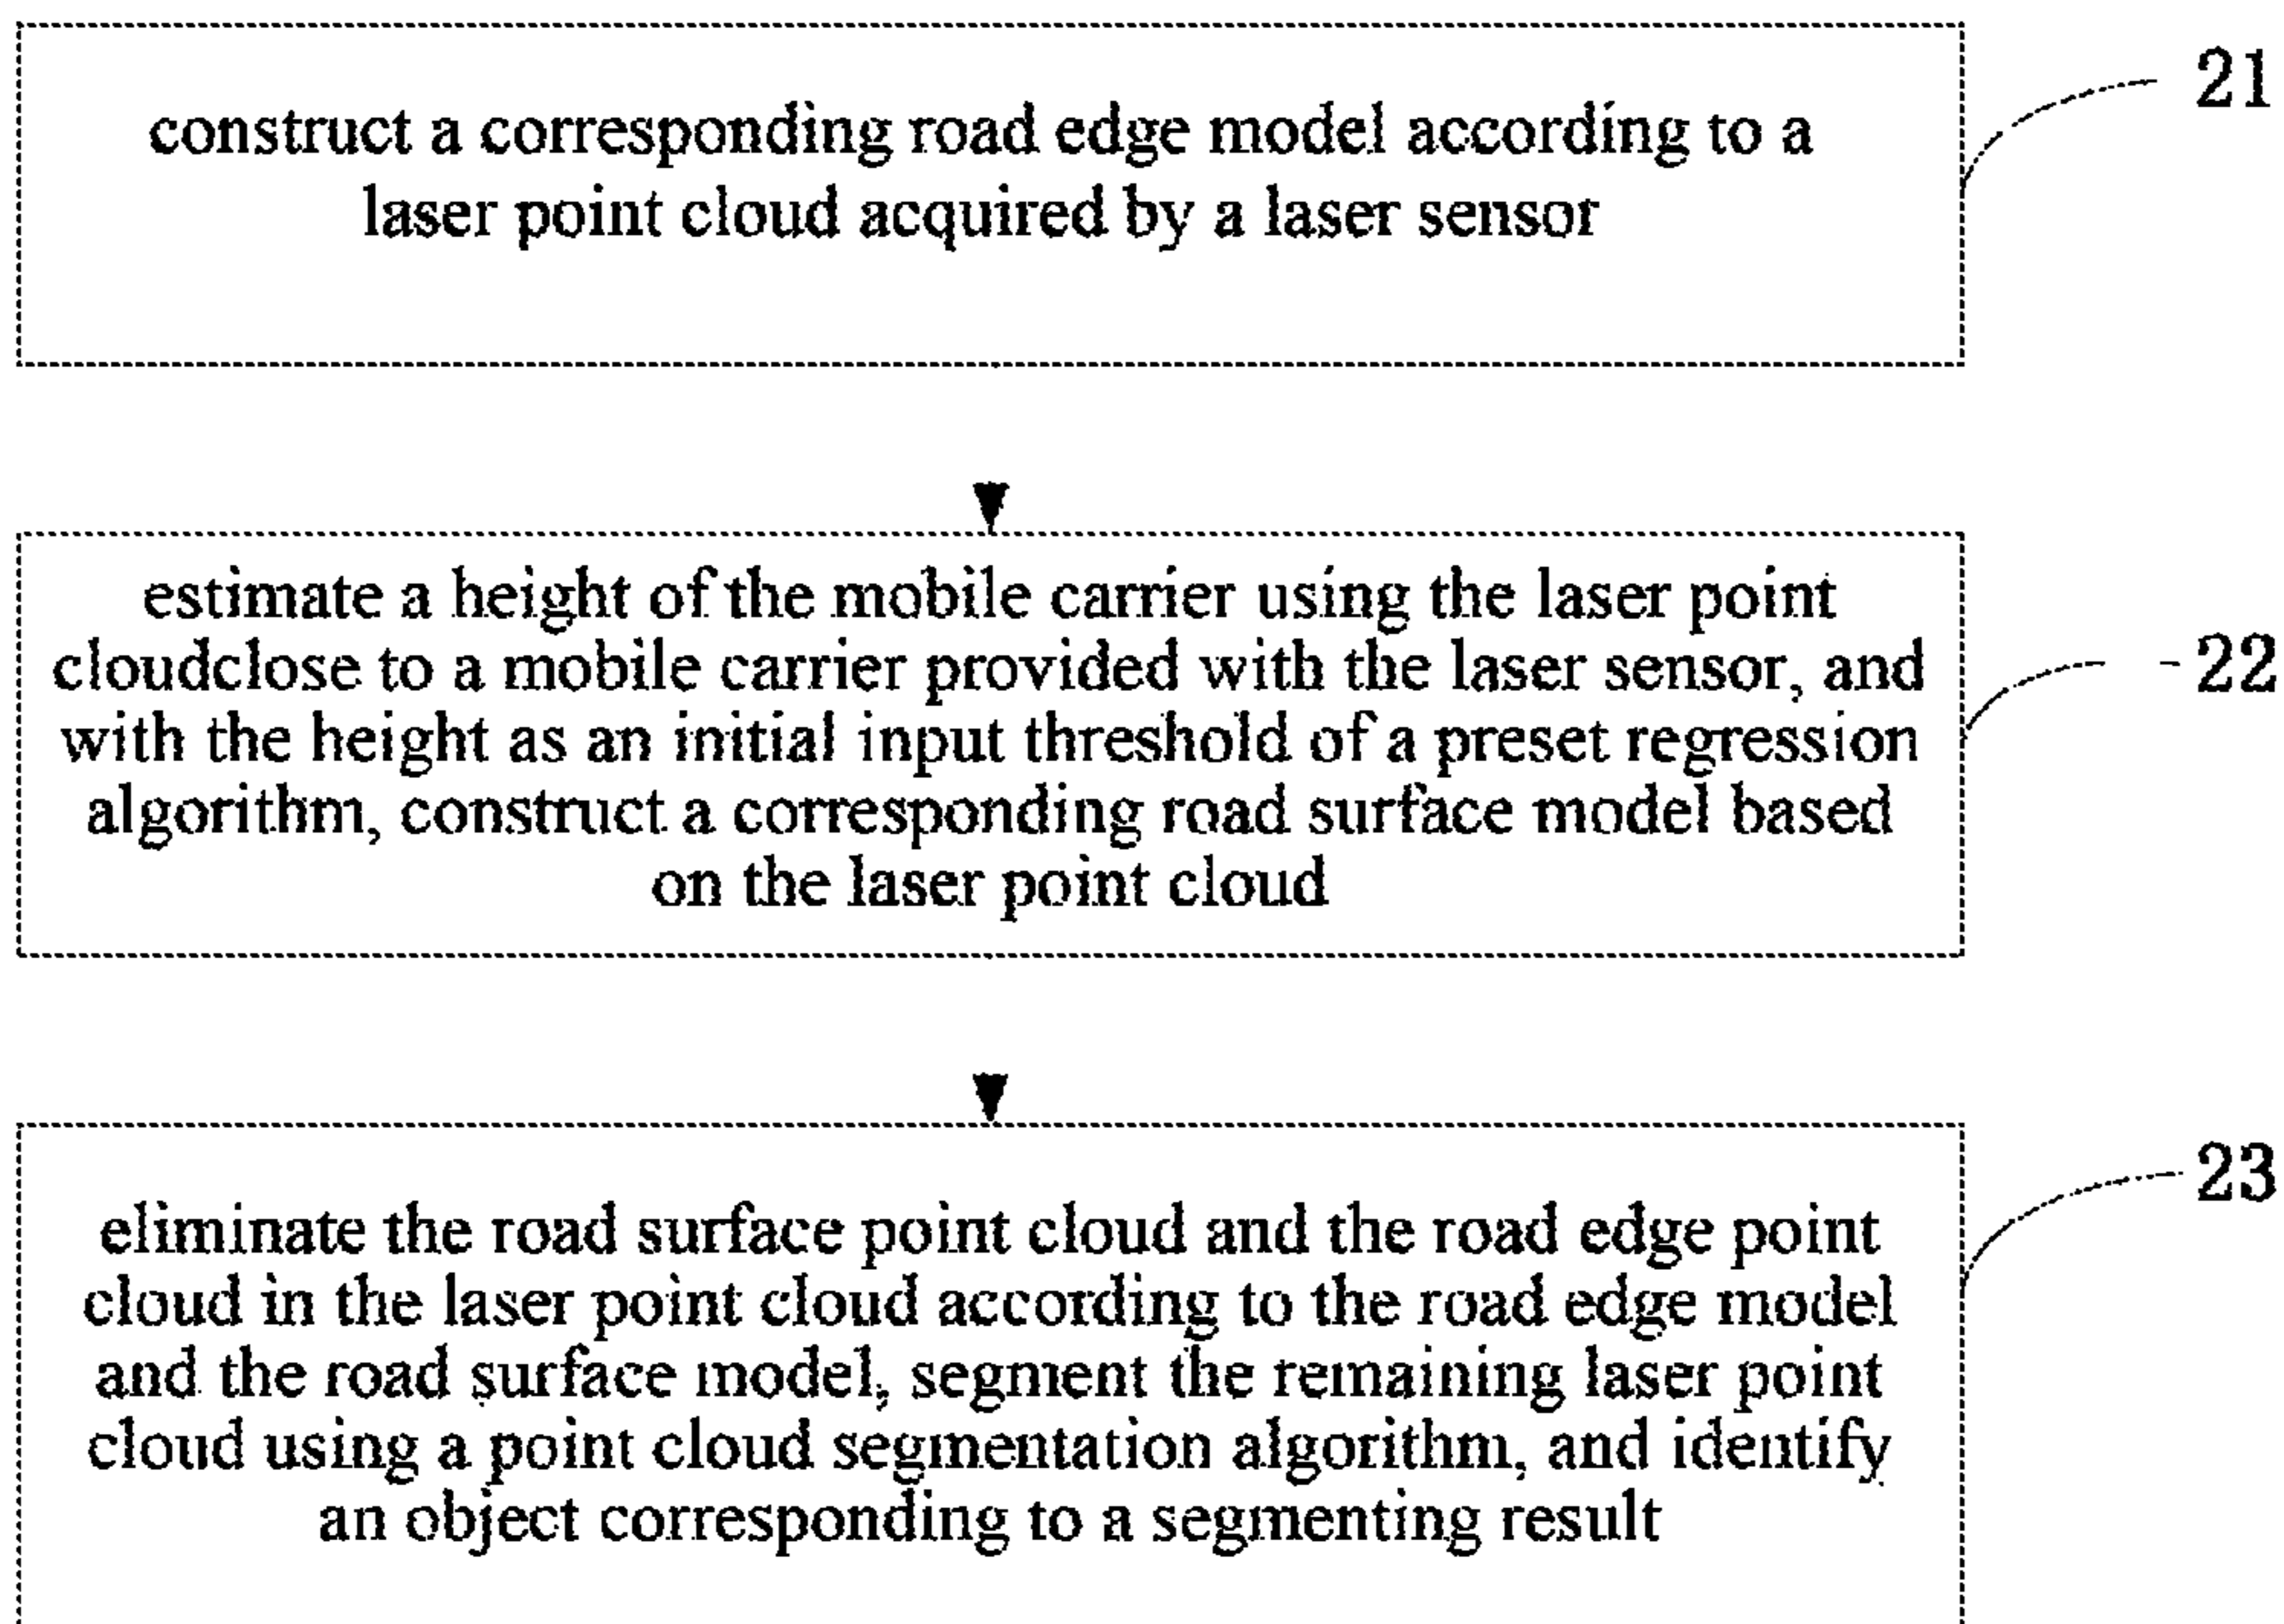 construct a corresponding road edge model according to a
laser point cloud acquired by a laser sensor
21
estimate a height of the mobile carrier using the laser point
cloudclose to a mobile carrier provided with the laser sensor, and
with the height as an initial input threshold of a preset regression
algorithm, construct a corresponding road surface model based
on the laser point cloud
22
eliminate the road surface point cloud and the road edge point
cloud in the laser point cloud according to the road edge model
and the road surface model, segment the remaining laser point
cloud using a point cloud segmentation algorithm, and identify
an object corresponding to a segmenting result
23